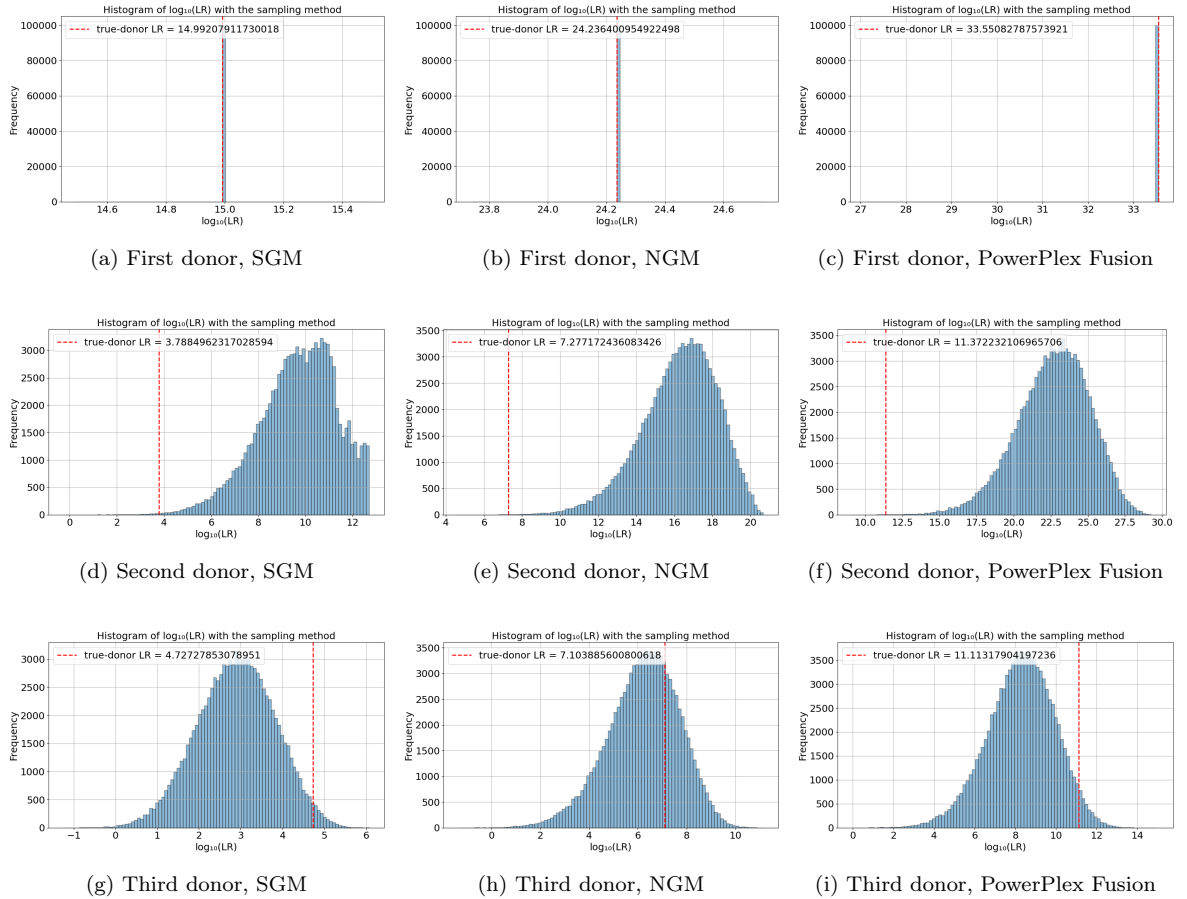 Histogram of log₁₀(LR) with the sampling method
true-donor LR = 14.99207911730018
Frequency
100000
80000
60000
40000
20000
0
14.6 14.8 15.0 15.2 15.4
log₁₀(LR)
(a) First donor, SGM
Histogram of log₁₀(LR) with the sampling method
true-donor LR = 24.236400954922498
Frequency
100000
80000
60000
40000
20000
0
23.8 24.0 24.2 24.4 24.6
log₁₀(LR)
(b) First donor, NGM
Histogram of log₁₀(LR) with the sampling method
true-donor LR = 33.55082787573921
Frequency
100000
80000
60000
40000
20000
0
27 28 29 30 31 32 33
log₁₀(LR)
(c) First donor, PowerPlex Fusion
Histogram of log₁₀(LR) with the sampling method
true-donor LR = 3.7884962317028594
Frequency
3000
2500
2000
1500
1000
500
0
0 2 4 6 8 10 12
log₁₀(LR)
(d) Second donor, SGM
Histogram of log₁₀(LR) with the sampling method
true-donor LR = 7.277172436083426
Frequency
3500
3000
2500
2000
1500
1000
500
0
4 6 8 10 12 14 16 18 20
log₁₀(LR)
(e) Second donor, NGM
Histogram of log₁₀(LR) with the sampling method
true-donor LR = 11.372232106965706
Frequency
3500
3000
2500
2000
1500
1000
500
0
10.0 12.5 15.0 17.5 20.0 22.5 25.0 27.5 30.0
log₁₀(LR)
(f) Second donor, PowerPlex Fusion
Histogram of log₁₀(LR) with the sampling method
true-donor LR = 4.72727853078951
Frequency
3000
2500
2000
1500
1000
500
0
−1 0 1 2 3 4 5 6
log₁₀(LR)
(g) Third donor, SGM
Histogram of log₁₀(LR) with the sampling method
true-donor LR = 7.103885600800618
Frequency
3500
3000
2500
2000
1500
1000
500
0
0 2 4 6 8 10
log₁₀(LR)
(h) Third donor, NGM
Histogram of log₁₀(LR) with the sampling method
true-donor LR = 11.11317904197236
Frequency
3500
3000
2500
2000
1500
1000
500
0
0 2 4 6 8 10 12 14
log₁₀(LR)
(i) Third donor, PowerPlex Fusion